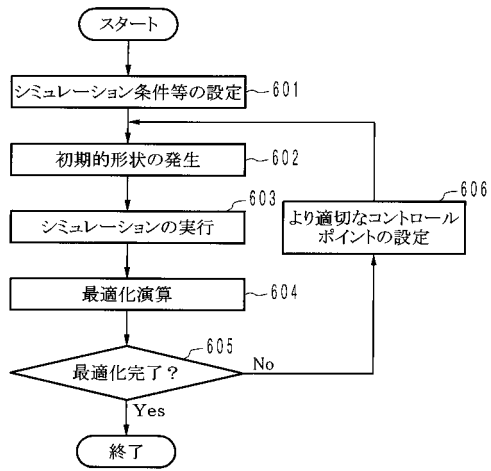 スタート
シミュレーション条件等の設定
601
初期的形状の発生
602
シミュレーションの実行
603
最適化演算
604
最適化完了?
605
No
Yes
より適切なコントロール
ポイントの設定
606
終了